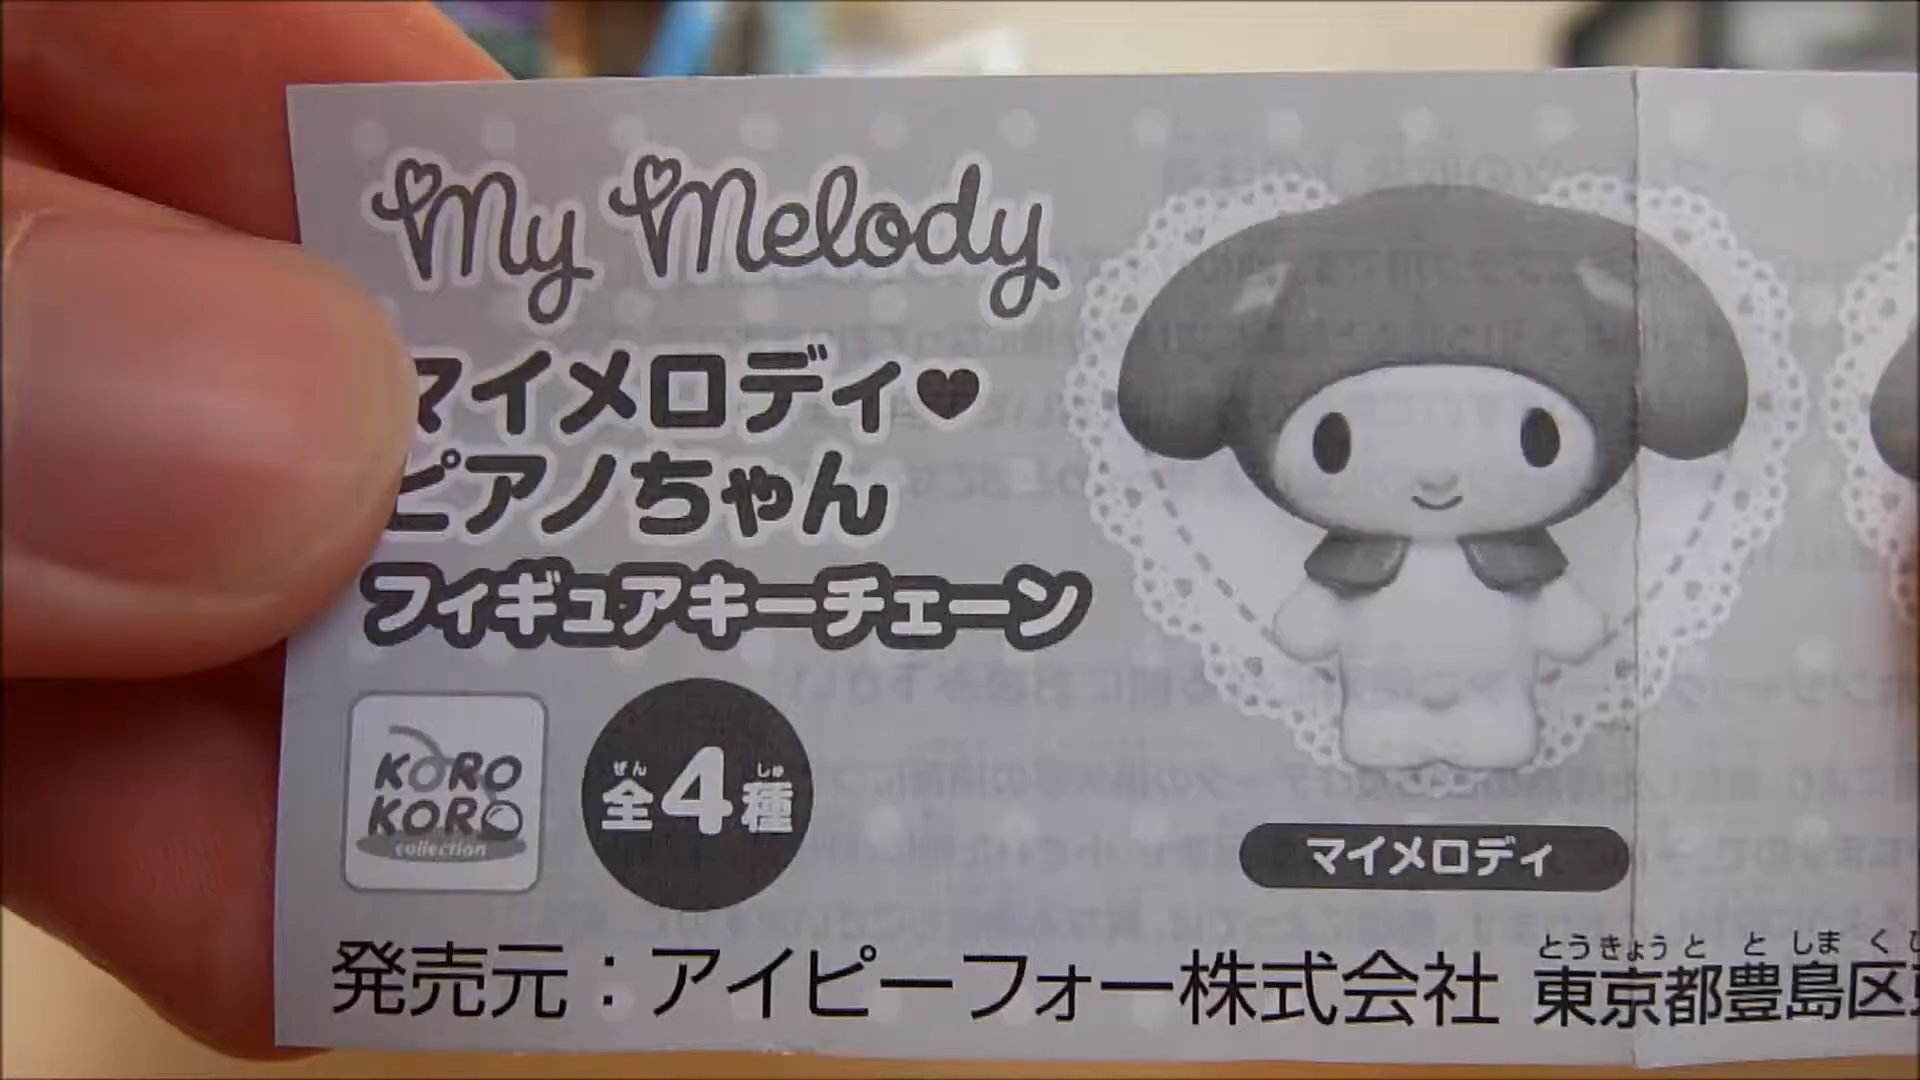 My Melody
マイメロディ♥
ピアノちゃん
フィギュアキーチェーン
KORO
KORO
collection
ぜん しゅ
全4種
マイメロディ
とうきょうと としまく
発売元：アイピーフォー株式会社 東京都豊島区